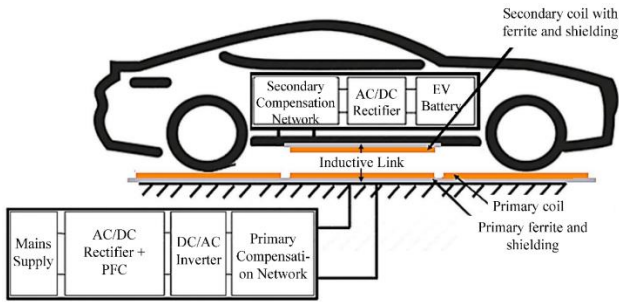 Secondary coil with
ferrite and shielding
Secondary
Compensation
Network
AC/DC
Rectifier
EV
Battery
Inductive Link
Primary coil
Primary ferrite and
shielding
Mains
Supply
AC/DC
Rectifier +
PFC
DC/AC
Inverter
Primary
Compensati-
on Network